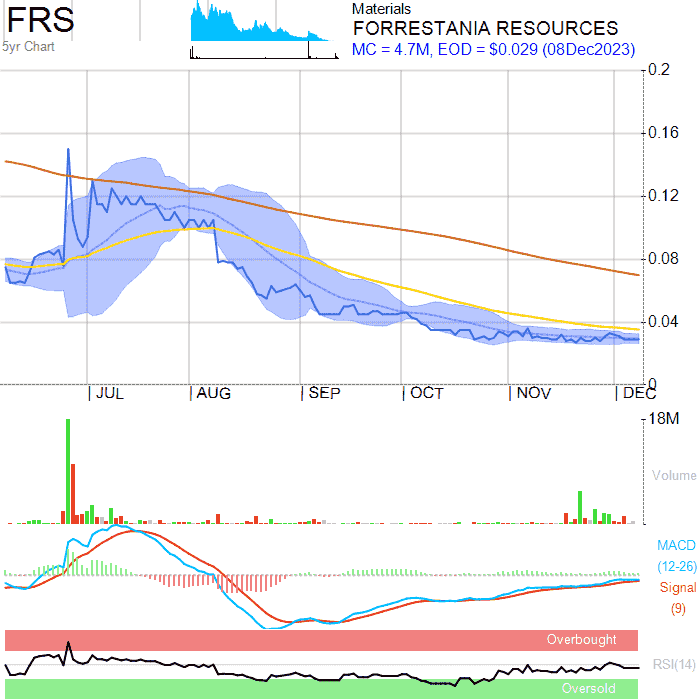 FRS
5yr Chart
Materials
FORRESTANIA RESOURCES
MC = 4.7M, EOD = $0.029 (08Dec2023)
0.2
0.16
0.12
0.08
0.04
0
JUL
AUG
SEP
OCT
NOV
DEC
18M
Volume
MACD
(12-26)
Signal
(9)
Overbought
RSI(14)
Oversold